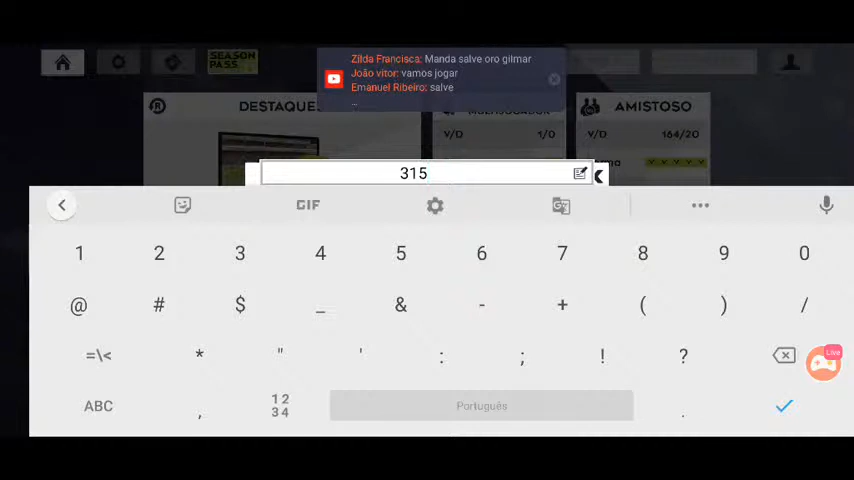 SEASON
PASS
Zilda Francisca: Manda salve oro gilmar
João vitor: vamos jogar
Emanuel Ribeiro: salve
...
DESTAQUE
AMISTOSO
V/D 1/0
V/D 164/20
315
GIF
1 2 3 4 5 6 7 8 9 0
@ # $ _ & - + ( ) /
=\< * " ' : ; ! ?
Live
ABC , 12 34 Português .